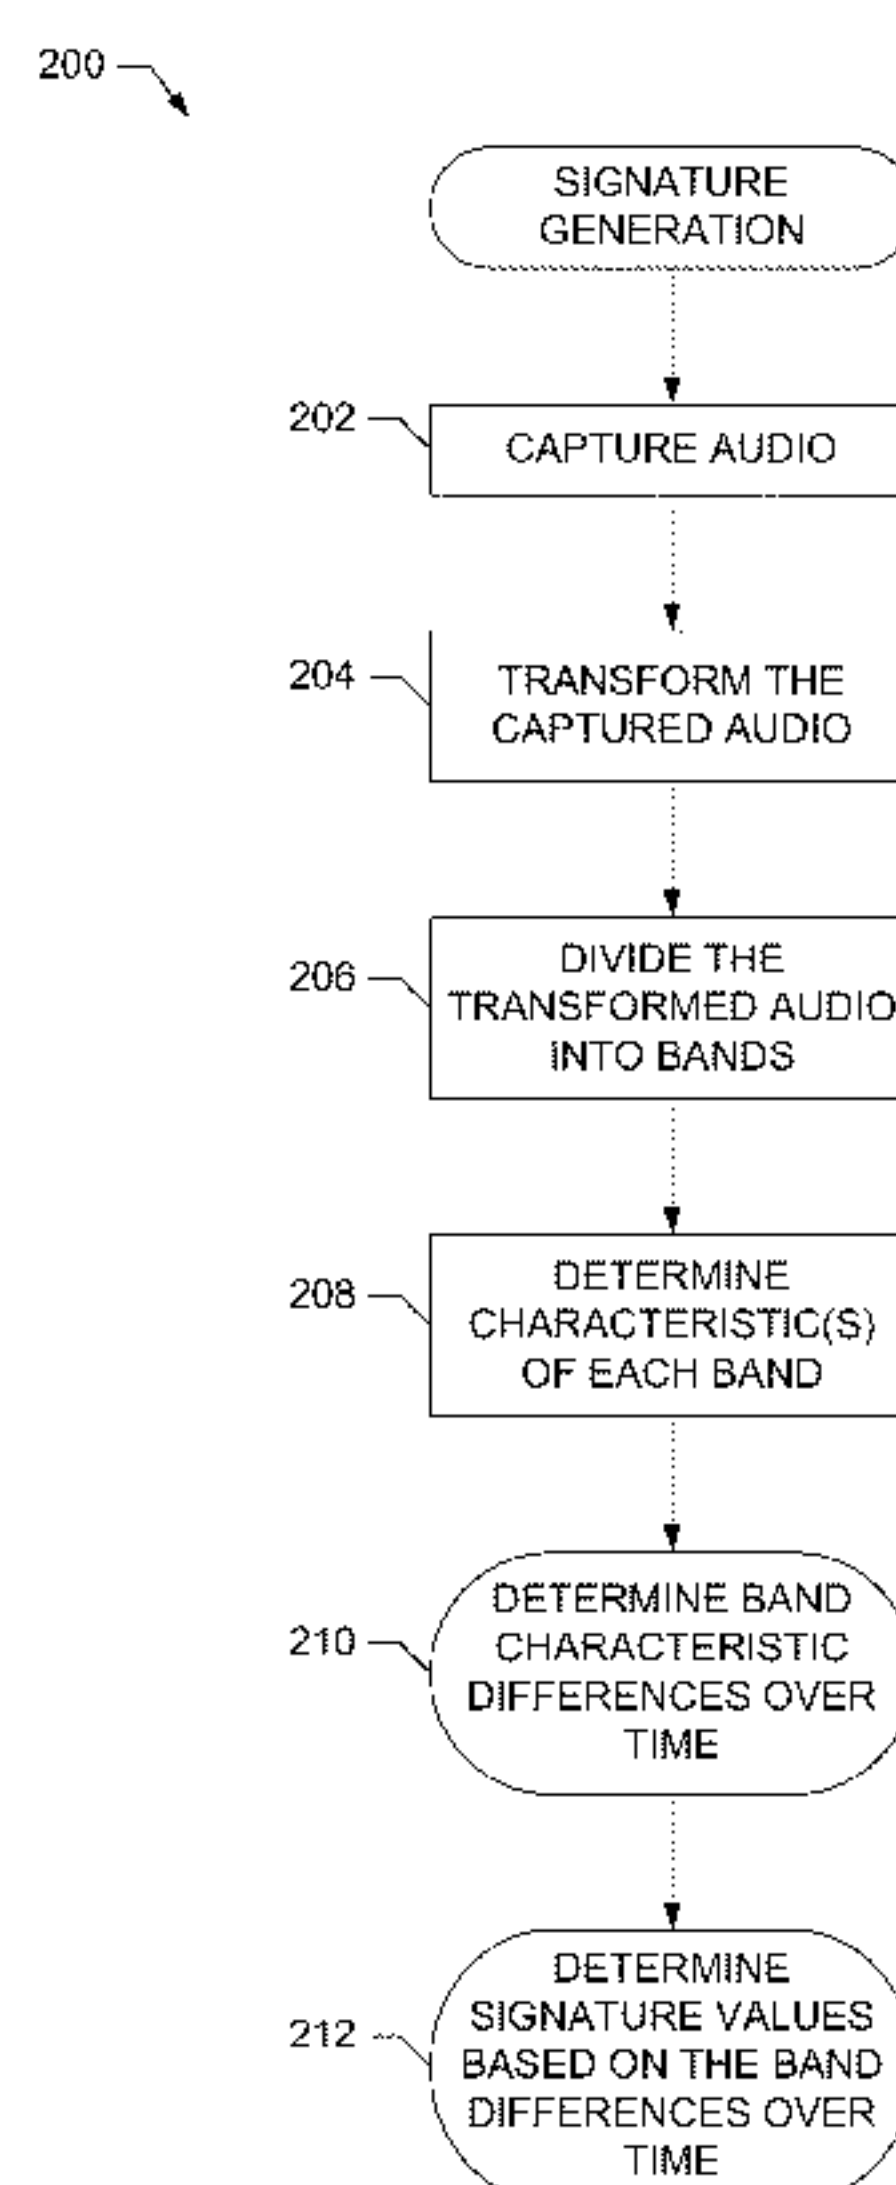 200
SIGNATURE
GENERATION
202
CAPTURE AUDIO
204
TRANSFORM THE
CAPTURED AUDIO
206
DIVIDE THE
TRANSFORMED AUDIO
INTO BANDS
208
DETERMINE
CHARACTERISTIC(S)
OF EACH BAND
210
DETERMINE BAND
CHARACTERISTIC
DIFFERENCES OVER
TIME
212
DETERMINE
SIGNATURE VALUES
BASED ON THE BAND
DIFFERENCES OVER
TIME